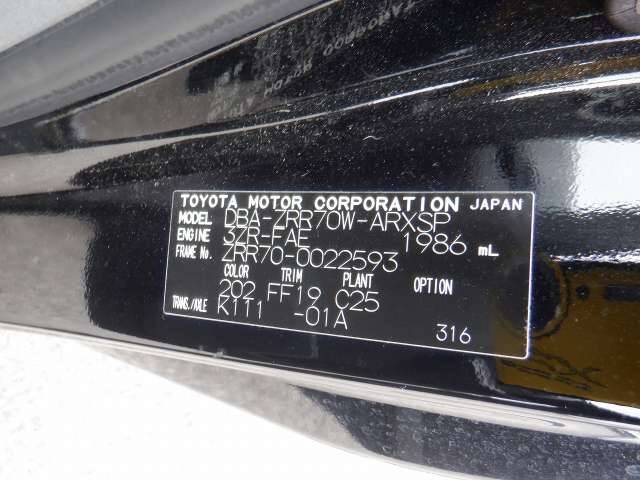 TOYOTA MOTOR CORPORATION JAPAN
MODEL DBA-ZRR70W-ARXSP
ENGINE 3ZR-FAE 1986 mL
FRAME No. ZRR70-0022593
COLOR TRIM PLANT OPTION
202 FF19 C25
TRANS./AXLE K111 -01A
316